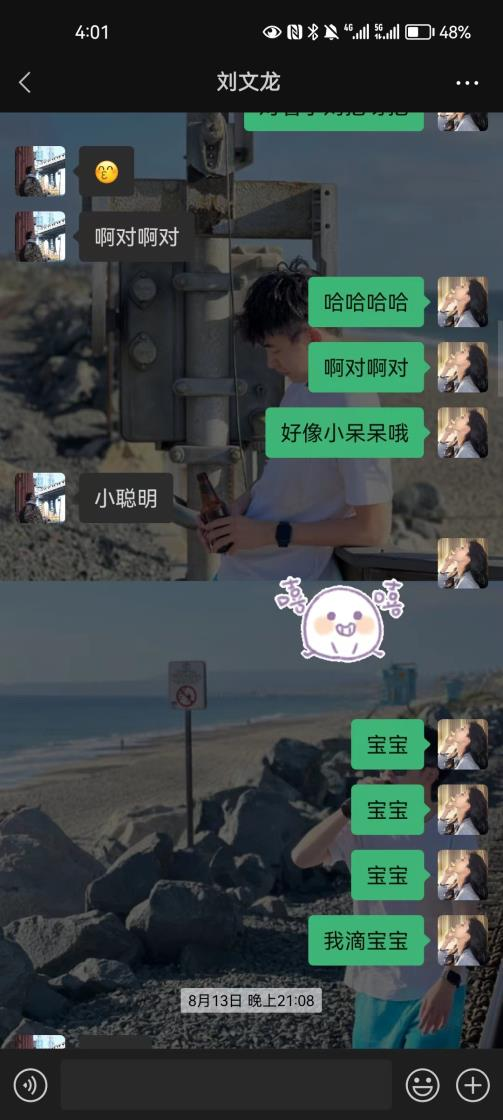 4:01
4G
5G
48%
刘文龙
啊对啊对
哈哈哈哈
啊对啊对
好像小呆呆哦
小聪明
嘻 嘻
宝宝
宝宝
宝宝
我滴宝宝
8月13日 晚上21:08